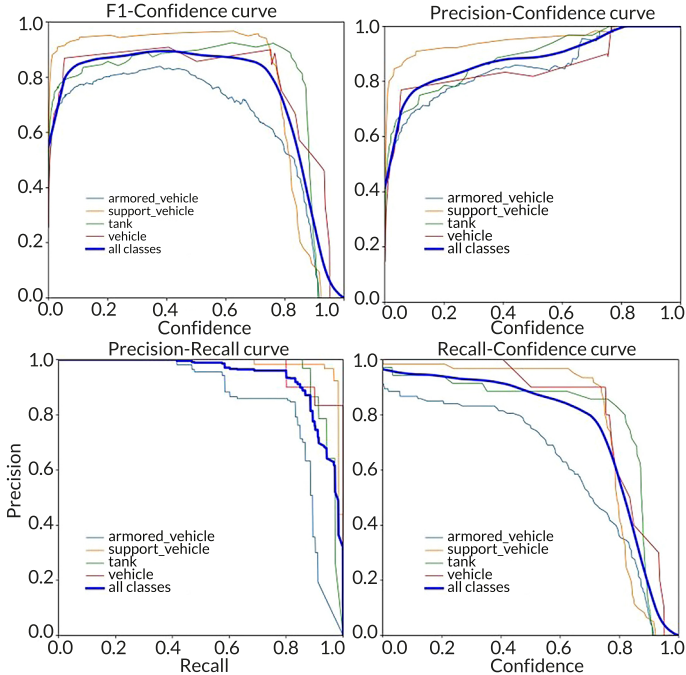 F1-Confidence curve
1.0
0.8
0.6
0.4
0.2
0.0
armored_vehicle
support_vehicle
tank
vehicle
all classes
0.0 0.2 0.4 0.6 0.8
Confidence
Precision-Confidence curve
1.0
0.8
0.6
0.4
0.2
0.0
armored_vehicle
support_vehicle
tank
vehicle
all classes
0.0 0.2 0.4 0.6 0.8 1.0
Confidence
Precision-Recall curve
Precision
1.0
0.8
0.6
0.4
0.2
0.0
armored_vehicle
support_vehicle
tank
vehicle
all classes
0.0 0.2 0.4 0.6 0.8 1.0
Recall
Recall-Confidence curve
1.0
0.8
0.6
0.4
0.2
0.0
armored_vehicle
support_vehicle
tank
vehicle
all classes
0.0 0.2 0.4 0.6 0.8 1.0
Confidence